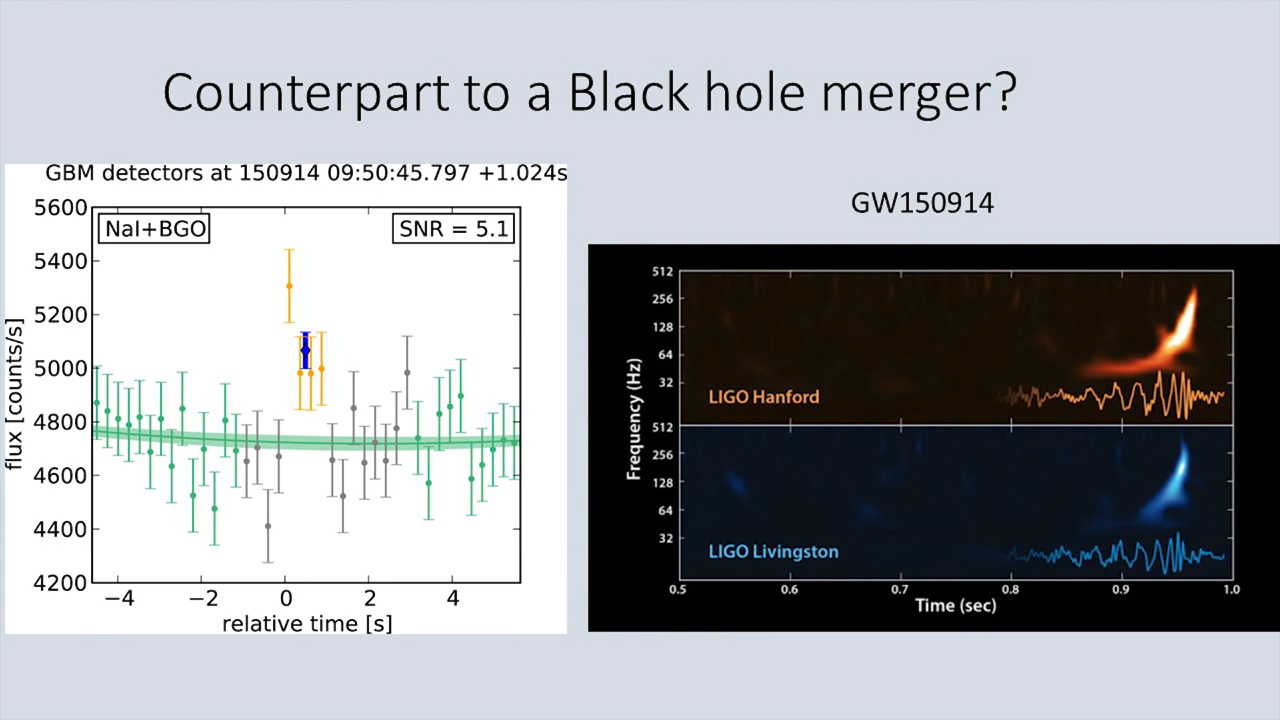 Counterpart to a Black hole merger?
GBM detectors at 150914 09:50:45.797 +1.024s
NaI+BGO
SNR = 5.1
flux [counts/s]
5600
5400
5200
5000
4800
4600
4400
4200
−4 −2 0 2 4
relative time [s]
GW150914
Frequency (Hz)
512
256
128
64
32
LIGO Hanford
512
256
128
64
32
LIGO Livingston
0.5 0.6 0.7 0.8 0.9 1.0
Time (sec)